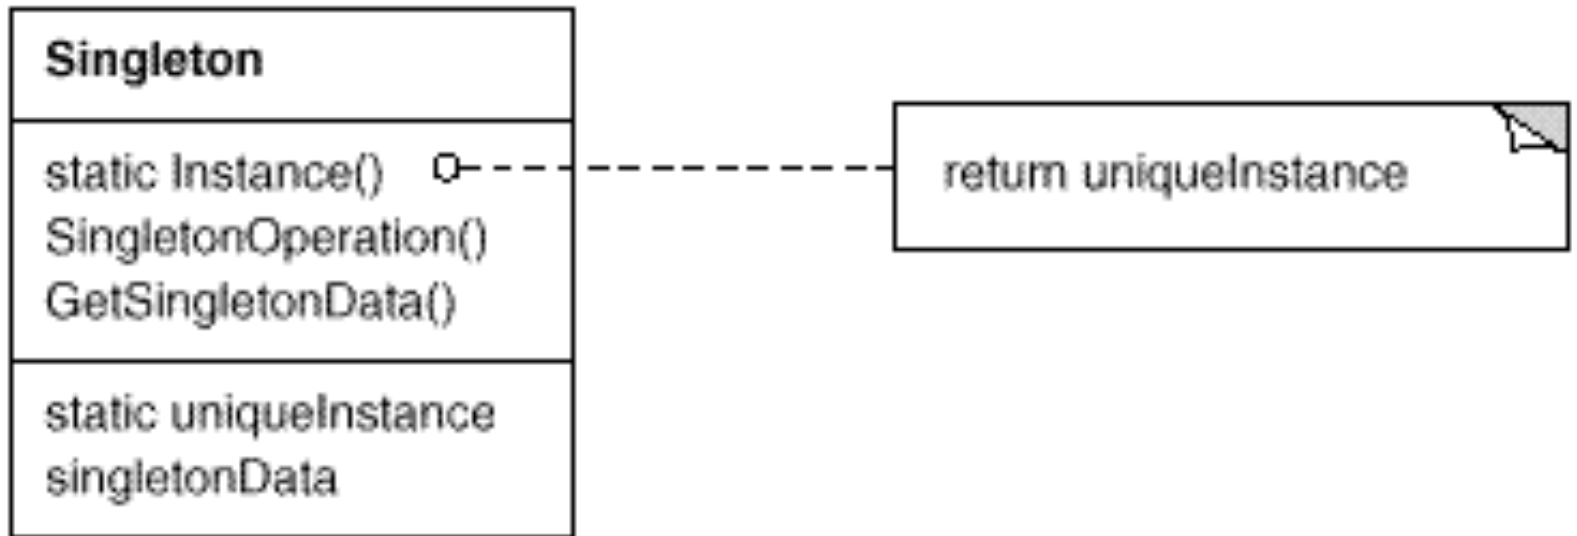 Singleton
static Instance()
SingletonOperation()
GetSingletonData()
static uniqueInstance
singletonData
return uniqueInstance